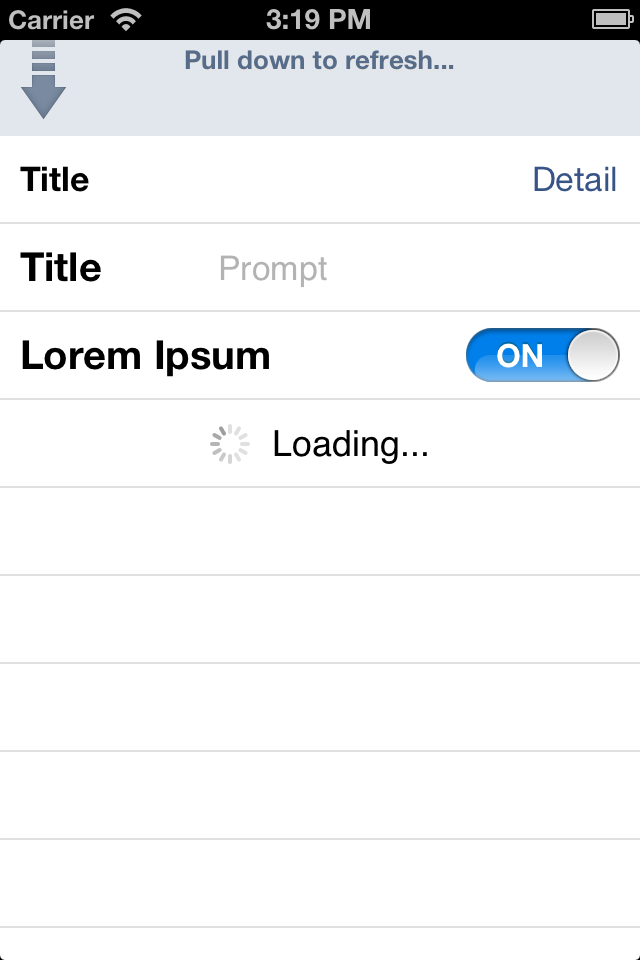 Carrier 3:19 PM
Pull down to refresh...
Title Detail
Title Prompt
Lorem Ipsum ON
Loading...